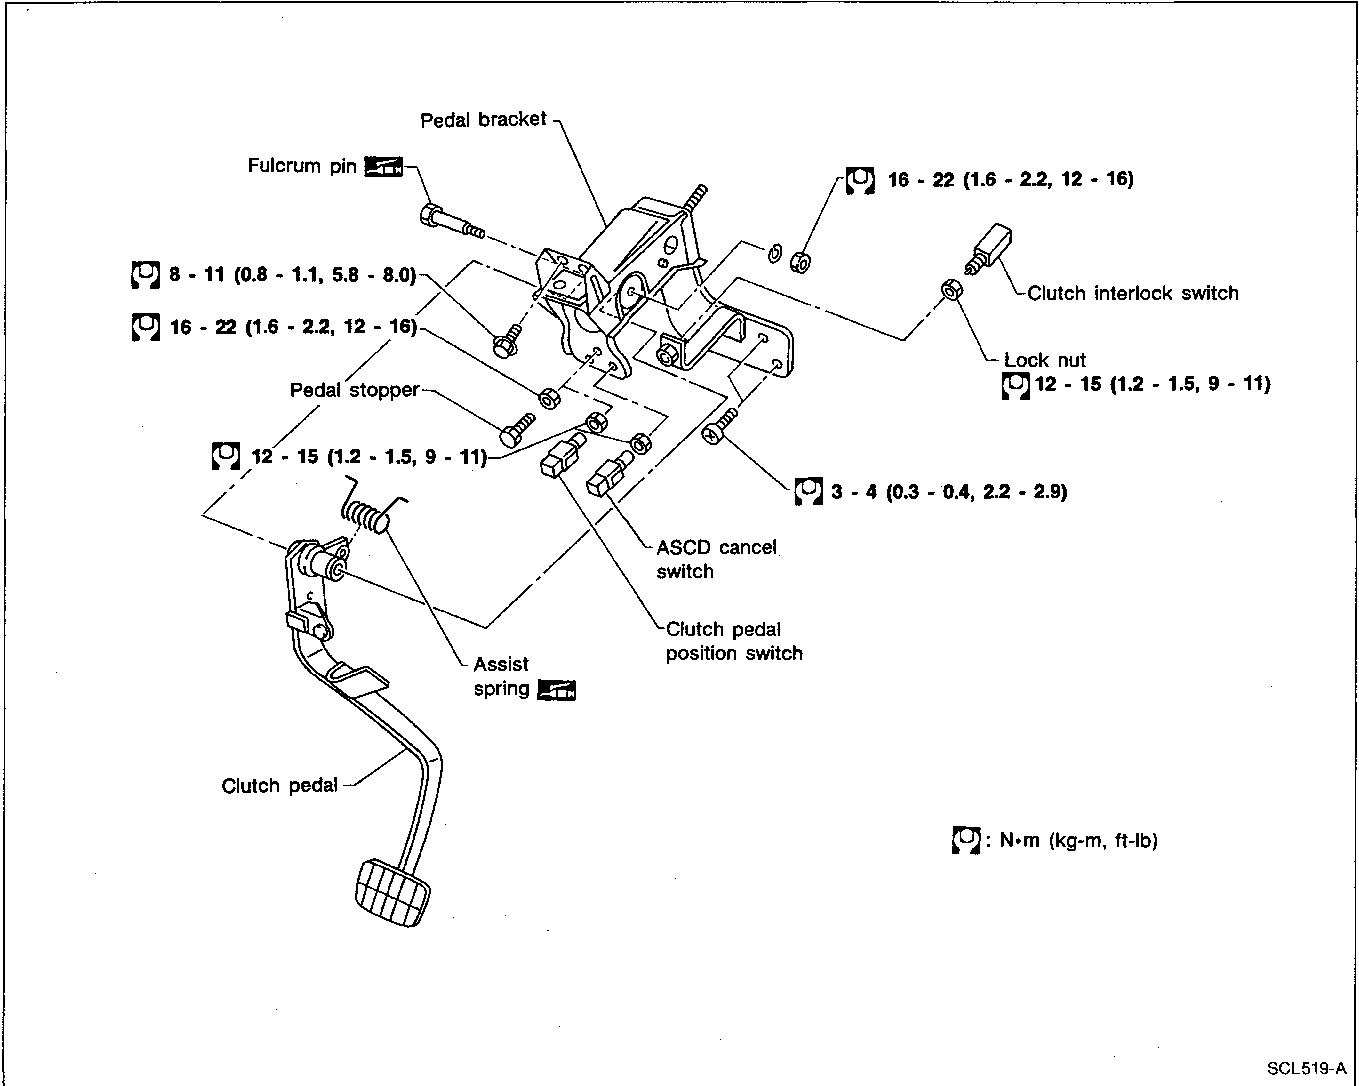 Pedal bracket
Fulcrum pin
16 - 22 (1.6 - 2.2, 12 - 16)
8 - 11 (0.8 - 1.1, 5.8 - 8.0)
Clutch interlock switch
16 - 22 (1.6 - 2.2, 12 - 16)
Lock nut
12 - 15 (1.2 - 1.5, 9 - 11)
Pedal stopper
12 - 15 (1.2 - 1.5, 9 - 11)
3 - 4 (0.3 - 0.4, 2.2 - 2.9)
ASCD cancel
switch
Clutch pedal
position switch
Assist
spring
Clutch pedal
: N•m (kg-m, ft-lb)
SCL519-A